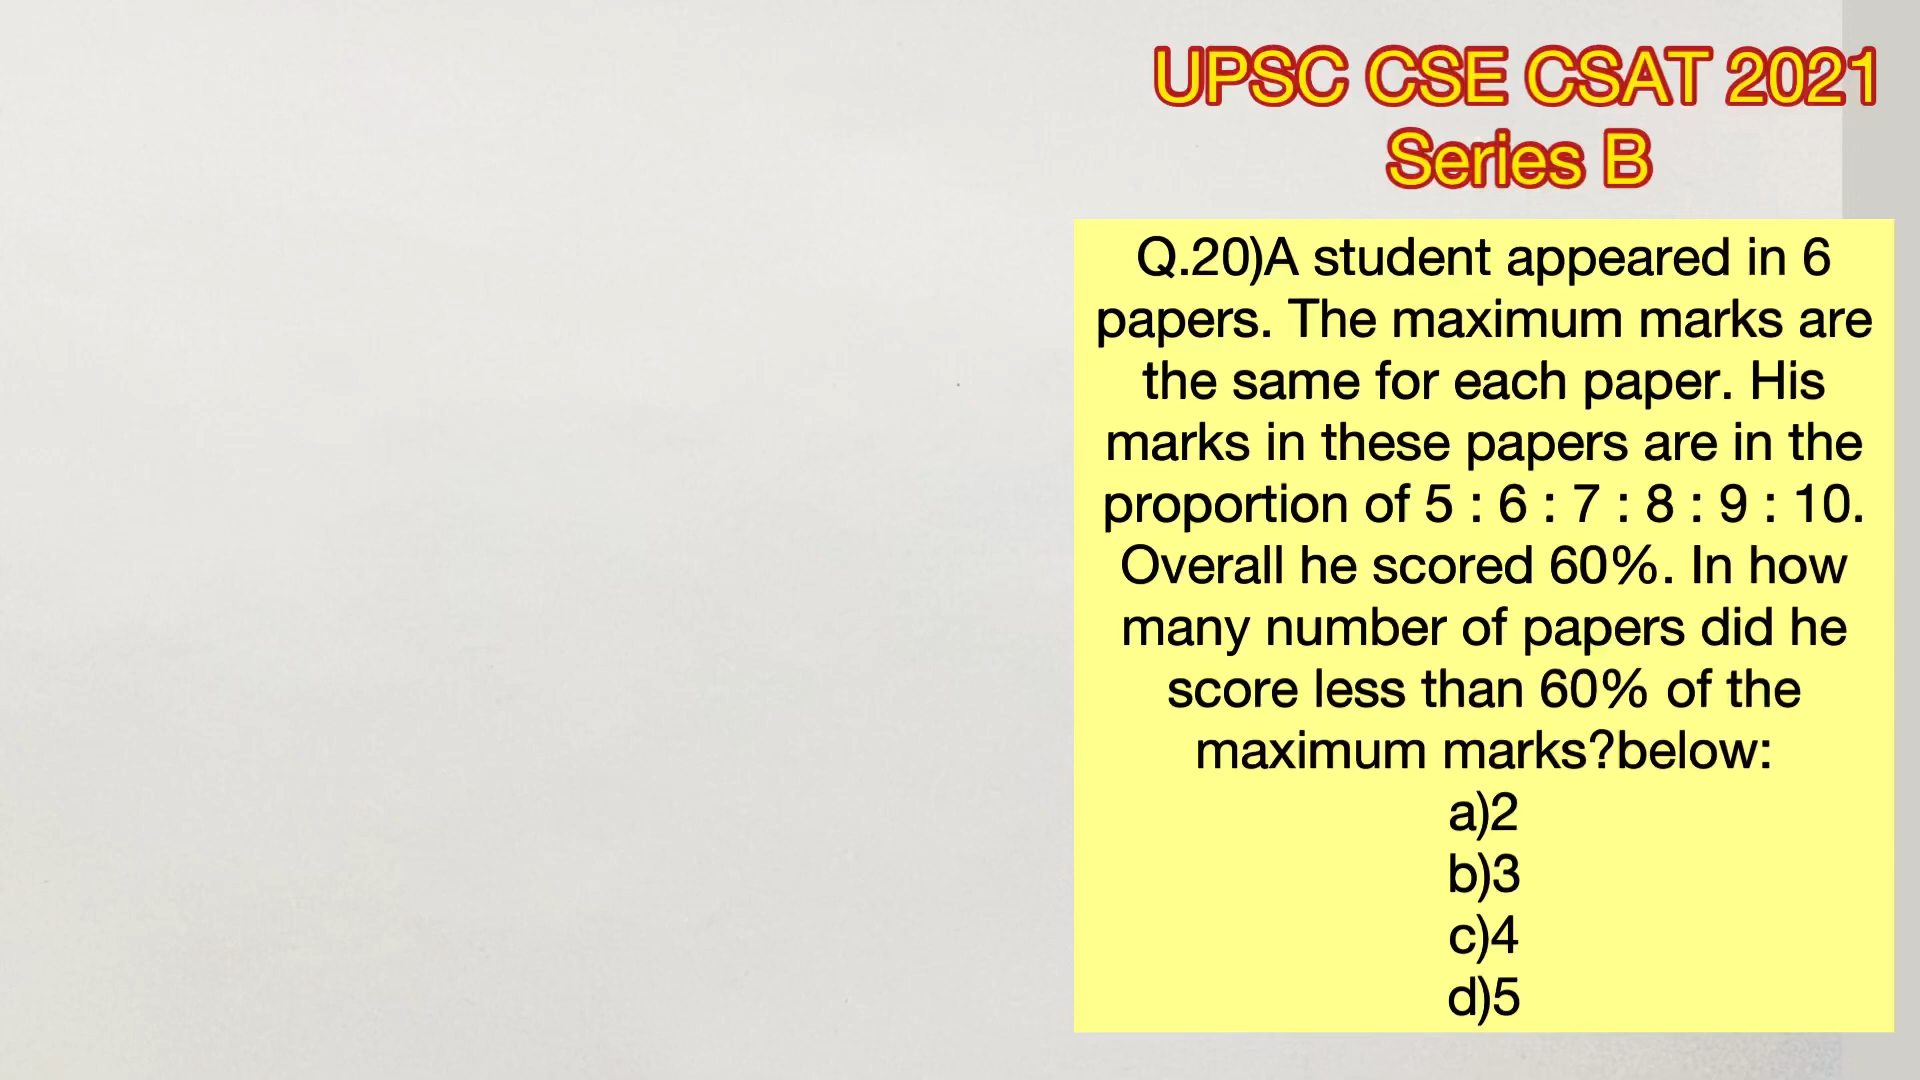 UPSC CSE CSAT 2021
Series B
Q.20)A student appeared in 6
papers. The maximum marks are
the same for each paper. His
marks in these papers are in the
proportion of 5 : 6 : 7 : 8 : 9 : 10.
Overall he scored 60%. In how
many number of papers did he
score less than 60% of the
maximum marks?below:
a)2
b)3
c)4
d)5